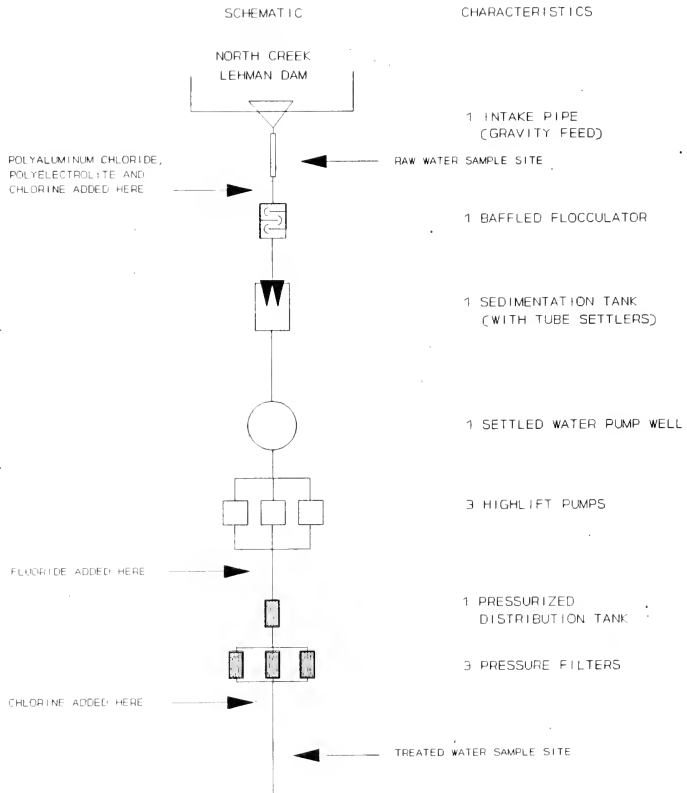 SCHEMATIC
CHARACTERISTICS
NORTH CREEK
LEHMAN DAM
1 INTAKE PIPE
(GRAVITY FEED)
POLYALUMINUM CHLORIDE,
POLYELECTROLYTE AND
CHLORINE ADDED HERE
RAW WATER SAMPLE SITE
1 BAFFLED FLOCCULATOR
1 SEDIMENTATION TANK
(WITH TUBE SETTLERS)
1 SETTLED WATER PUMP WELL
3 HIGHLIFT PUMPS
FLUORIDE ADDED HERE
1 PRESSURIZED
DISTRIBUTION TANK
3 PRESSURE FILTERS
CHLORINE ADDED HERE
TREATED WATER SAMPLE SITE